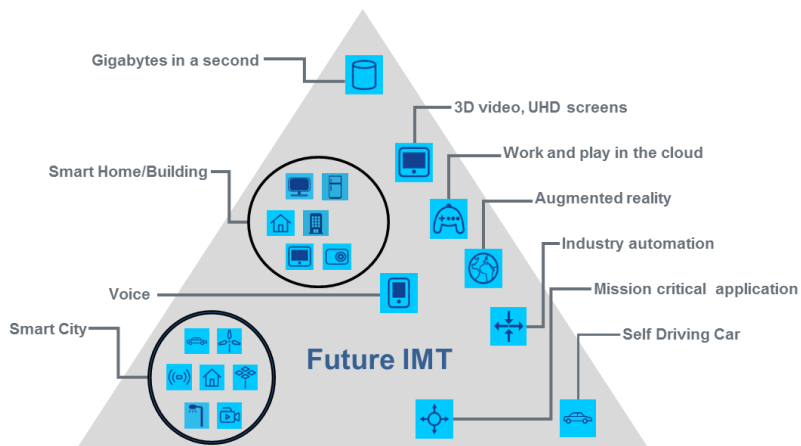 Gigabytes in a second
3D video, UHD screens
Work and play in the cloud
Smart Home/Building
Augmented reality
Industry automation
Mission critical application
Voice
Smart City
Self Driving Car
Future IMT